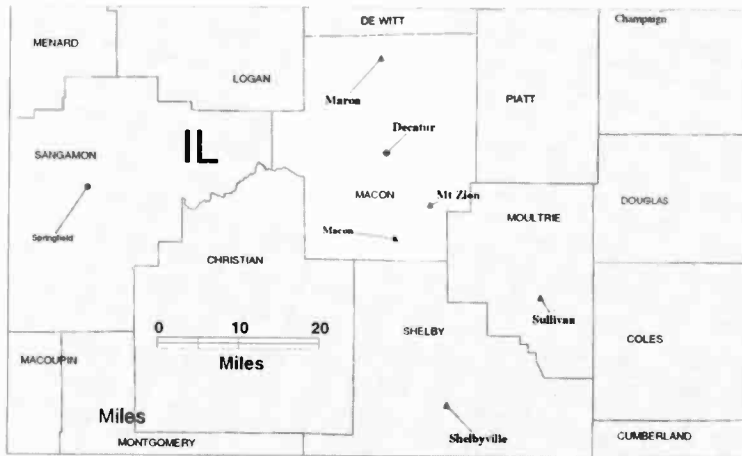 DE WITT
Champaign
MENARD
LOGAN
Maroa
PIATT
Decatur
IL
SANGAMON
MACON
Mt Zion
DOUGLAS
MOULTRIE
Springfield
Macon
CHRISTIAN
Sullivan
0 10 20
SHELBY
COLES
Miles
MACOUPIN
Miles
Shelbyville
MONTGOMERY
CUMBERLAND